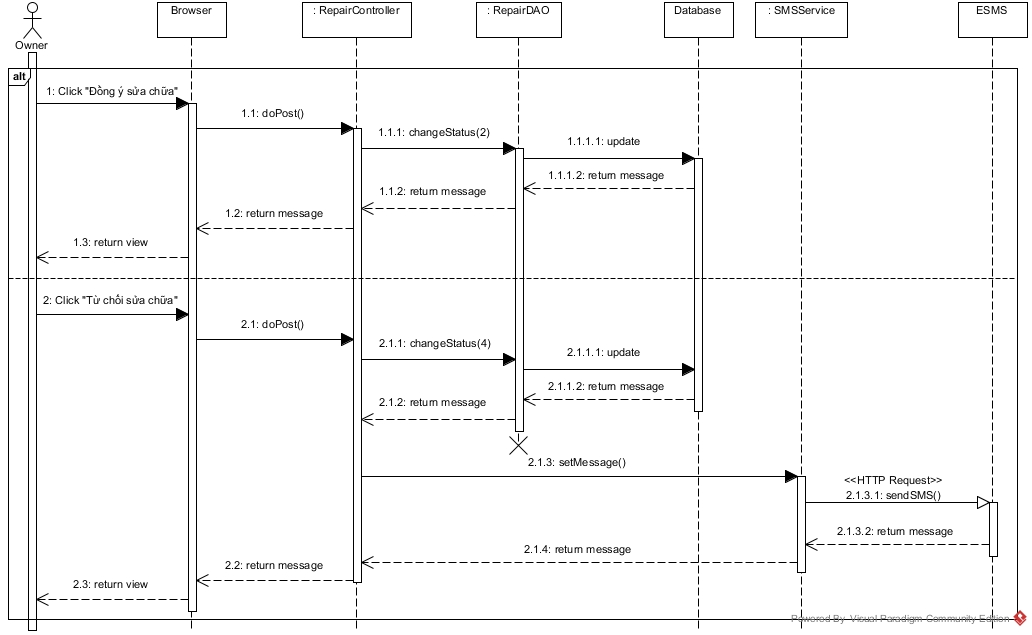 Browser
: RepairController
: RepairDAO
Database
: SMSService
ESMS
Owner
alt
1: Click "Đồng ý sửa chữa"
1.1: doPost()
1.1.1: changeStatus(2)
1.1.1.1: update
1.1.1.2: return message
1.1.2: return message
1.2: return message
1.3: return view
2: Click "Từ chối sửa chữa"
2.1: doPost()
2.1.1: changeStatus(4)
2.1.1.1: update
2.1.1.2: return message
2.1.2: return message
2.1.3: setMessage()
<<HTTP Request>>
2.1.3.1: sendSMS()
2.1.3.2: return message
2.1.4: return message
2.2: return message
2.3: return view
Powered By Visual Paradigm Community Edition